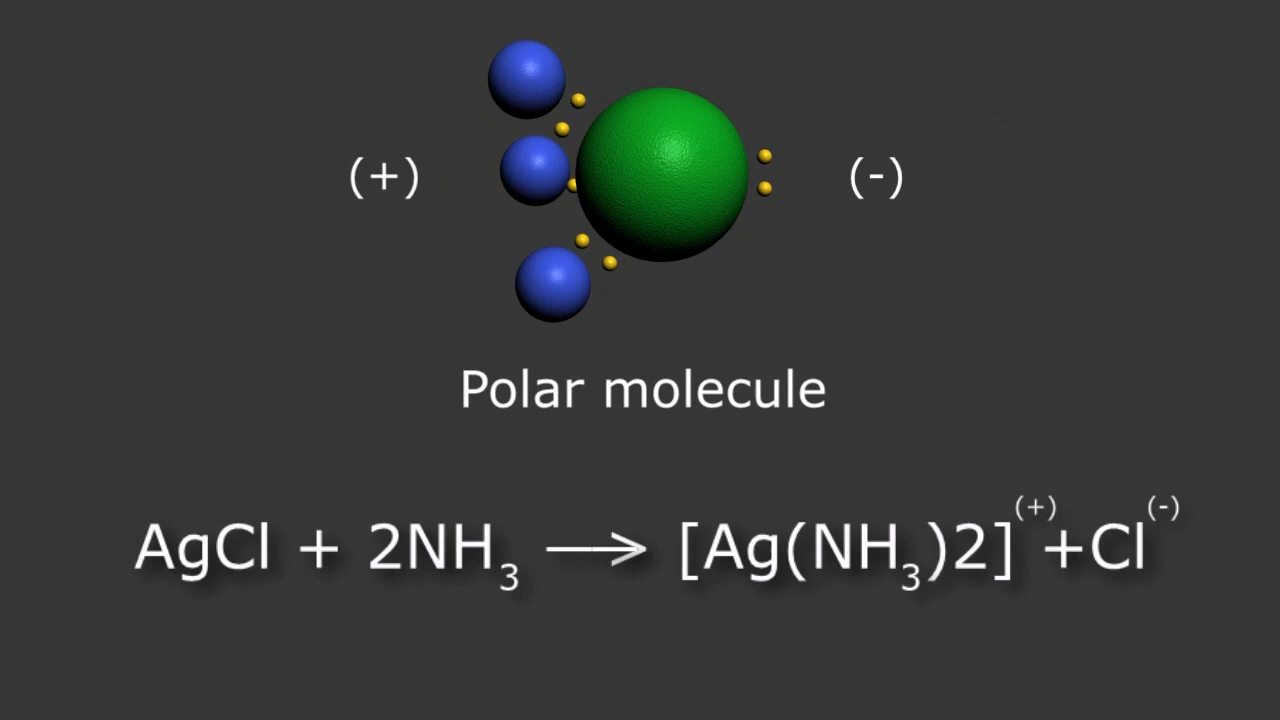 (+) (-)
Polar molecule
AgCl + 2NH₃ ⟶ [Ag(NH₃)2]⁽⁺⁾+Cl⁽⁻⁾